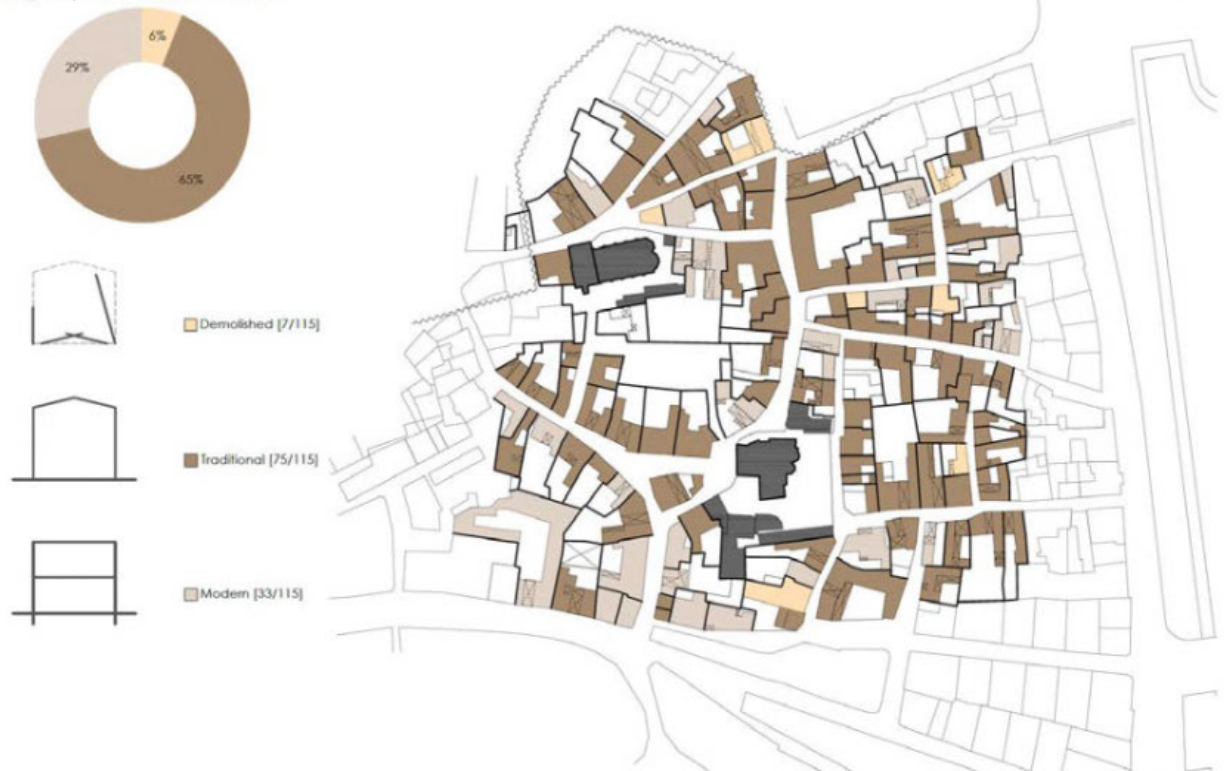 6%
29%
65%
Demolished [7/115]
Traditional [75/115]
Modern [33/115]